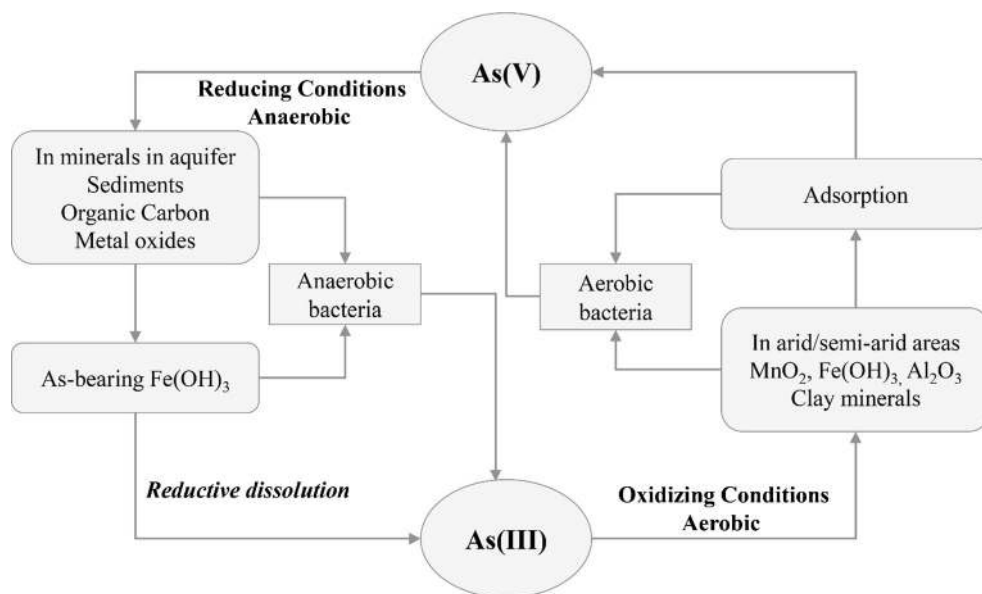 As(V)
Reducing Conditions
Anaerobic
In minerals in aquifer
Sediments
Organic Carbon
Metal oxides
Adsorption
Anaerobic
bacteria
Aerobic
bacteria
In arid/semi-arid areas
MnO₂, Fe(OH)₃, Al₂O₃
Clay minerals
As-bearing Fe(OH)₃
Reductive dissolution
Oxidizing Conditions
Aerobic
As(III)